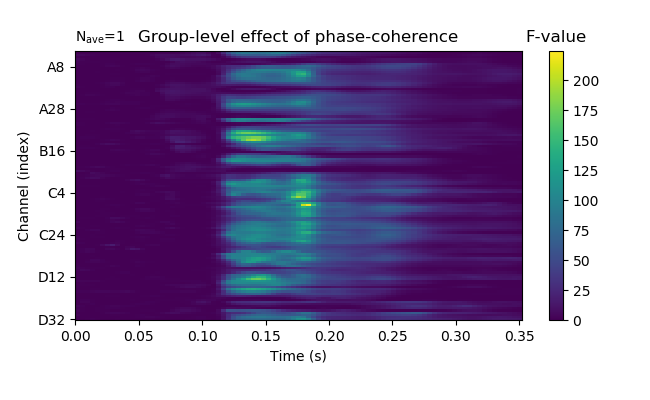 N_ave=1 Group-level effect of phase-coherence F-value
A8
A28
B16
C4
C24
D12
D32
Channel (index)
0.00 0.05 0.10 0.15 0.20 0.25 0.30 0.35
Time (s)
200
175
150
125
100
75
50
25
0